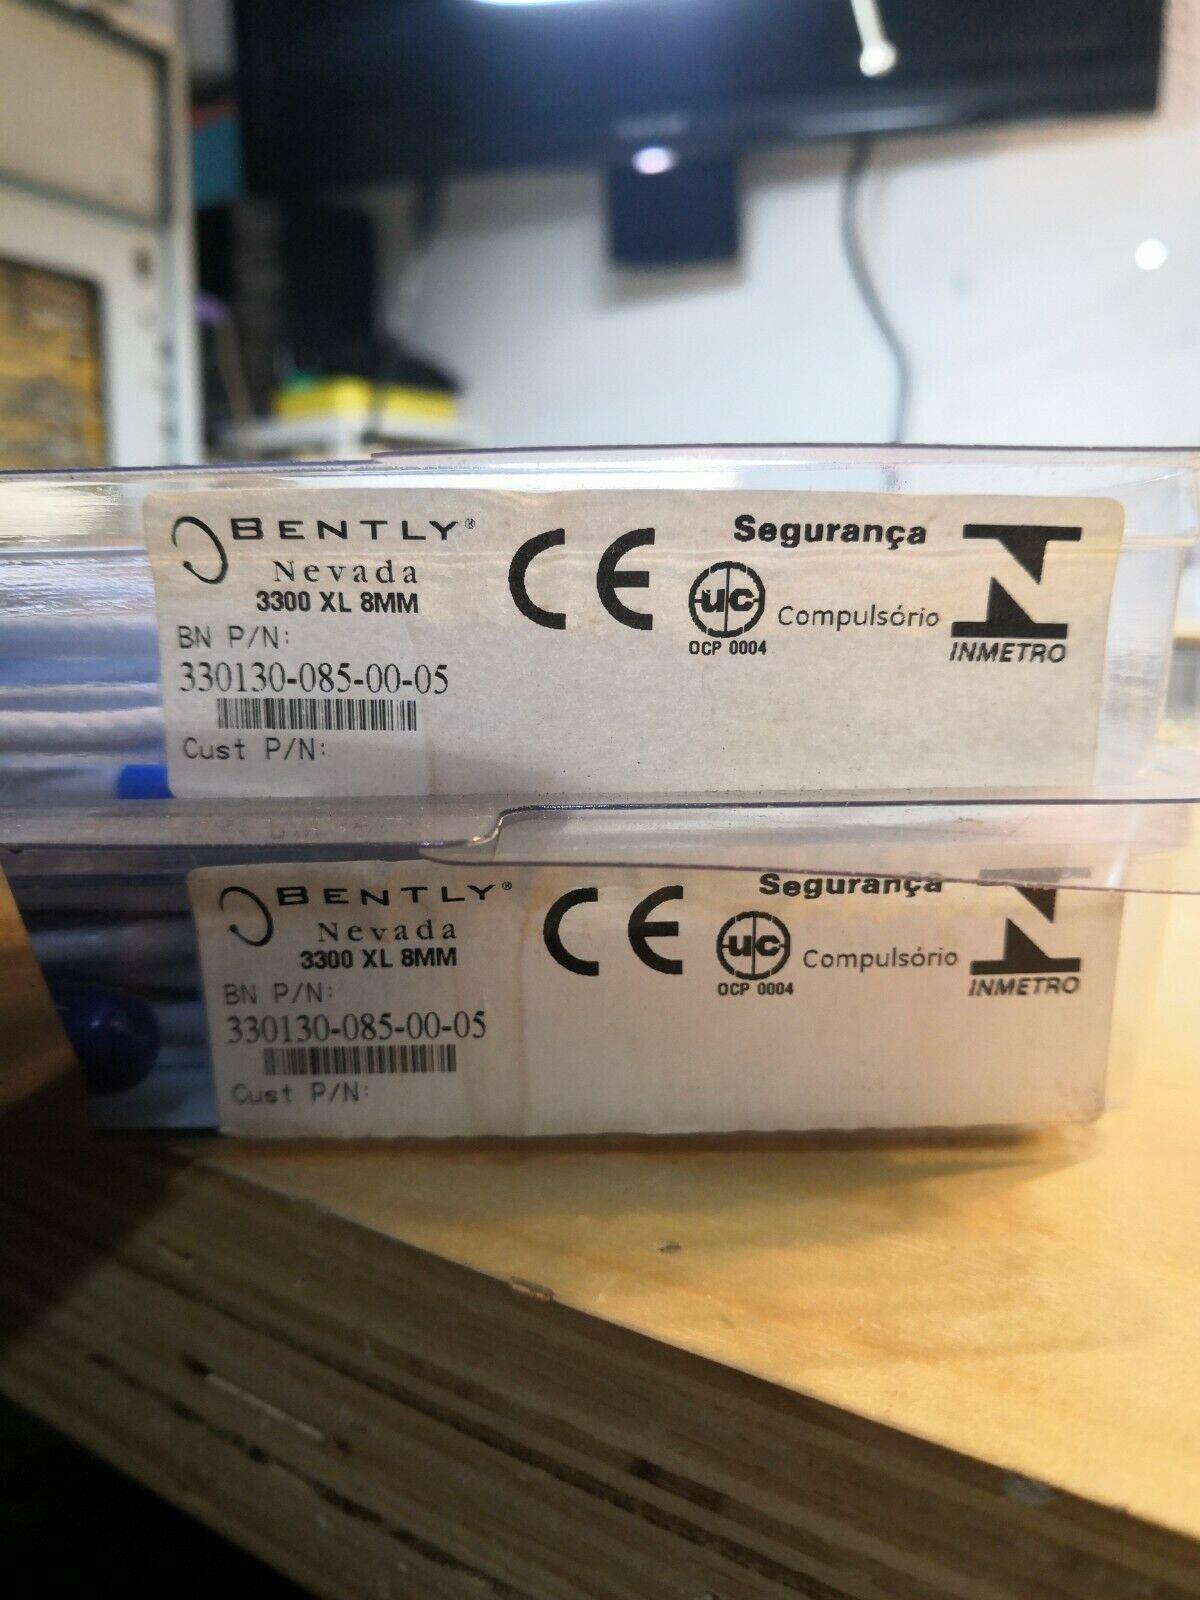 BENTLY®
Nevada
3300 XL 8MM
BN P/N:
330130-085-00-05
Cust P/N:
CE
Segurança
UC
OCP 0004
Compulsório
INMETRO
BENTLY®
Nevada
3300 XL 8MM
BN P/N:
330130-085-00-05
Cust P/N:
CE
Segurança
UC
OCP 0004
Compulsório
INMETRO